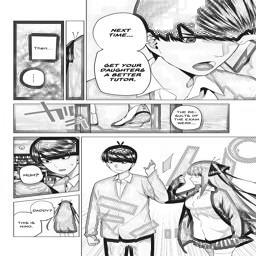 NEXT
TIME...
GET YOUR
DAUGHTERS
A BETTER
TUTOR.
THEN...
...
THE RE-
SULTS OF
THE EXAM
WERE...
HUH?
DADDY?
THIS IS
NINO.